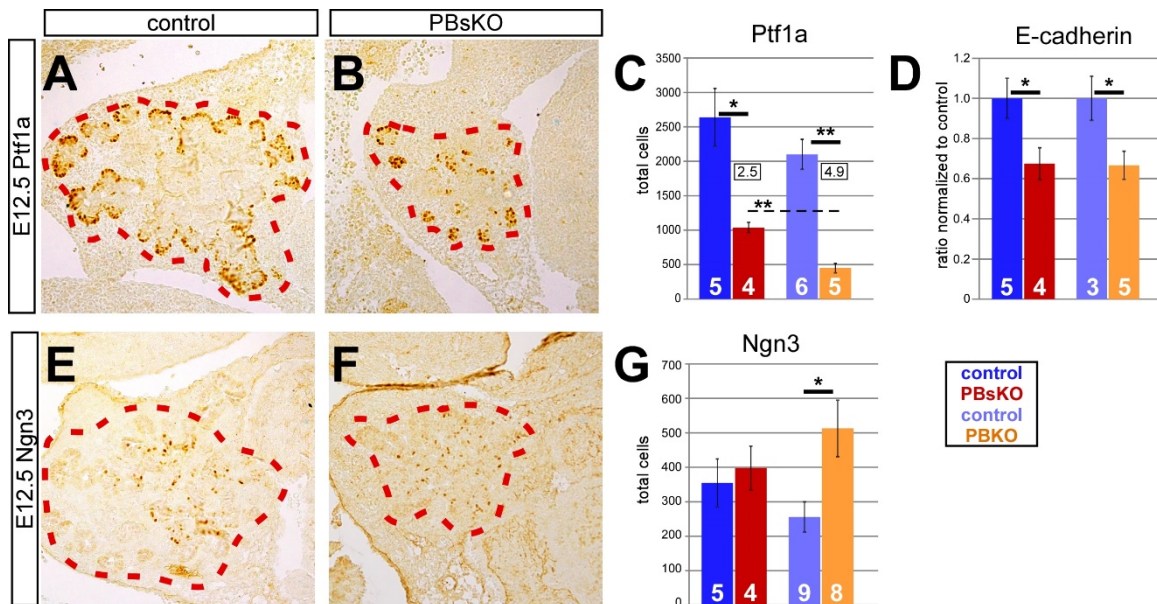 control
PBsKO
E12.5 Ptf1a
A
B
C
Ptf1a
total cells
3500
3000
2500
2000
1500
1000
500
0
*
**
2.5
4.9
**
5
4
6
5
D
E-cadherin
ratio normalized to control
1.2
1.0
0.8
0.6
0.4
0.2
0
*
*
5
4
3
5
E12.5 Ngn3
E
F
G
Ngn3
total cells
700
600
500
400
300
200
100
0
*
5
4
9
8
control
PBsKO
control
PBKO